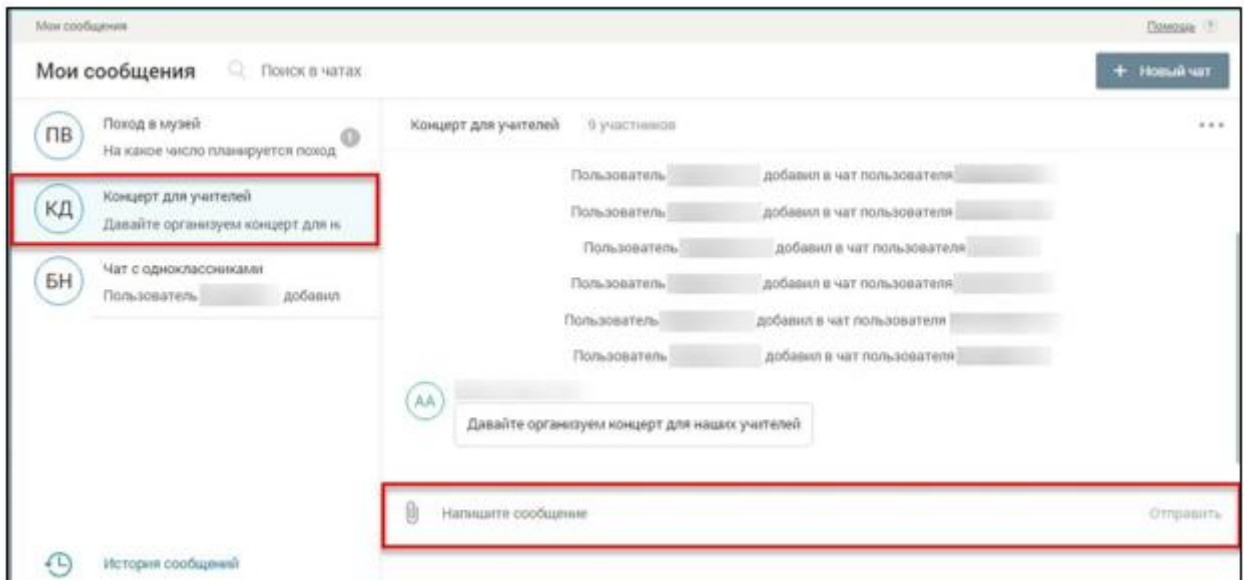 Мои сообщения
Помощь ?
Мои сообщения
Поиск в чатах
+ Новый чат
ПВ
Поход в музей
На какое число планируется поход
1
КД
Концерт для учителей
Давайте организуем концерт для н
БН
Чат с одноклассниками
Пользователь добавил
История сообщений
Концерт для учителей 9 участников
Пользователь добавил в чат пользователя
Пользователь добавил в чат пользователя
Пользователь добавил в чат пользователя
Пользователь добавил в чат пользователя
Пользователь добавил в чат пользователя
Пользователь добавил в чат пользователя
АА
Давайте организуем концерт для наших учителей
Напишите сообщение
Отправить